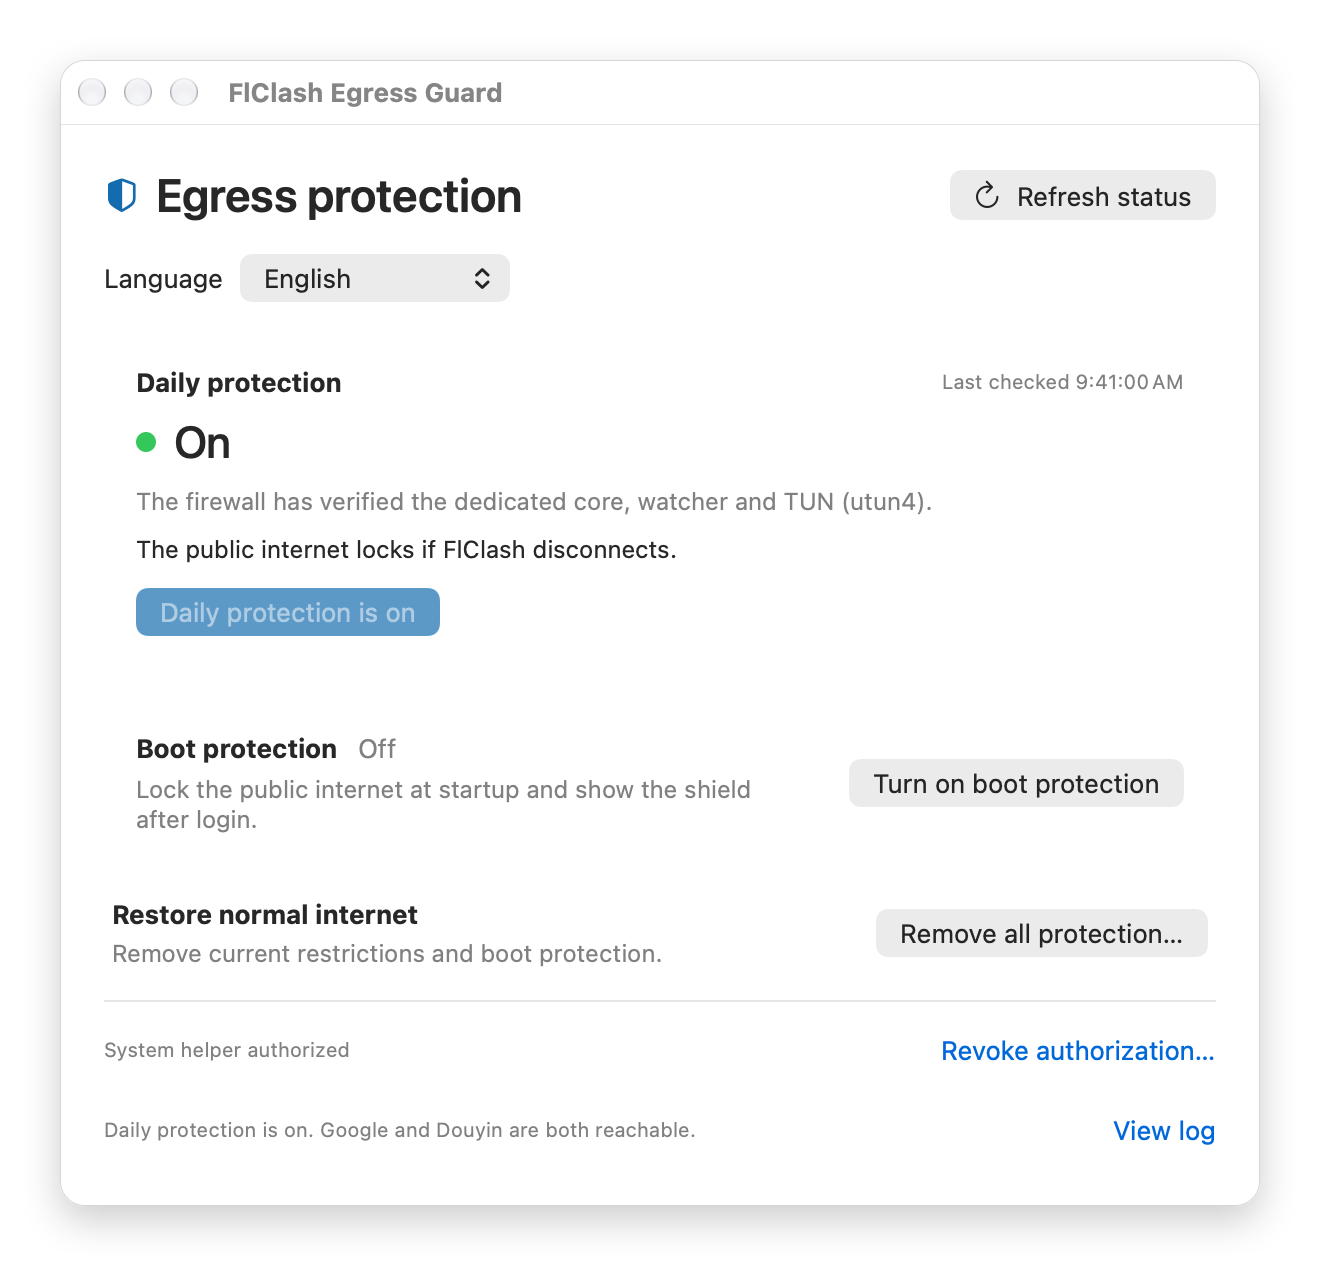 FlClash Egress Guard
Egress protection
Refresh status
Language
English
Daily protection
Last checked 9:41:00 AM
On
The firewall has verified the dedicated core, watcher and TUN (utun4).
The public internet locks if FlClash disconnects.
Daily protection is on
Boot protection Off
Lock the public internet at startup and show the shield
after login.
Turn on boot protection
Restore normal internet
Remove current restrictions and boot protection.
Remove all protection...
System helper authorized
Revoke authorization...
Daily protection is on. Google and Douyin are both reachable.
View log